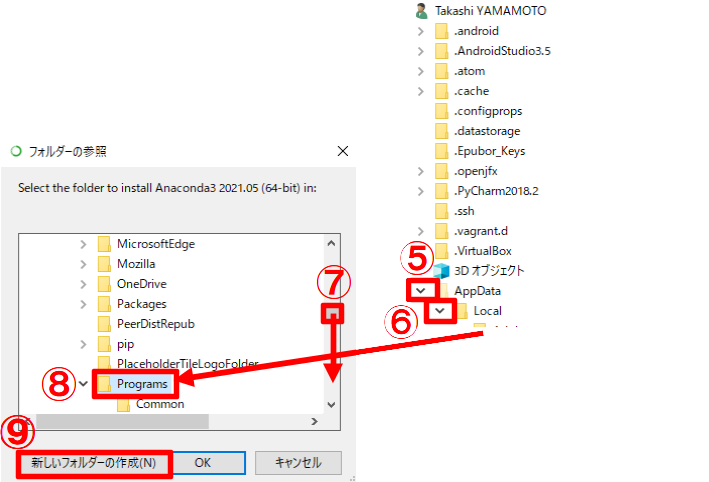 Takashi YAMAMOTO
.android
.AndroidStudio3.5
.atom
.cache
.configprops
.datastorage
.Epubor_Keys
.openjfx
.PyCharm2018.2
.ssh
.vagrant.d
.VirtualBox
⑤
3D オブジェクト
AppData
⑥
Local
フォルダーの参照
Select the folder to install Anaconda3 2021.05 (64-bit) in:
MicrosoftEdge
Mozilla
OneDrive
⑦
Packages
PeerDistRepub
pip
PlaceholderTileLogoFolder
⑧
Programs
Common
⑨
新しいフォルダーの作成(N)
OK
キャンセル